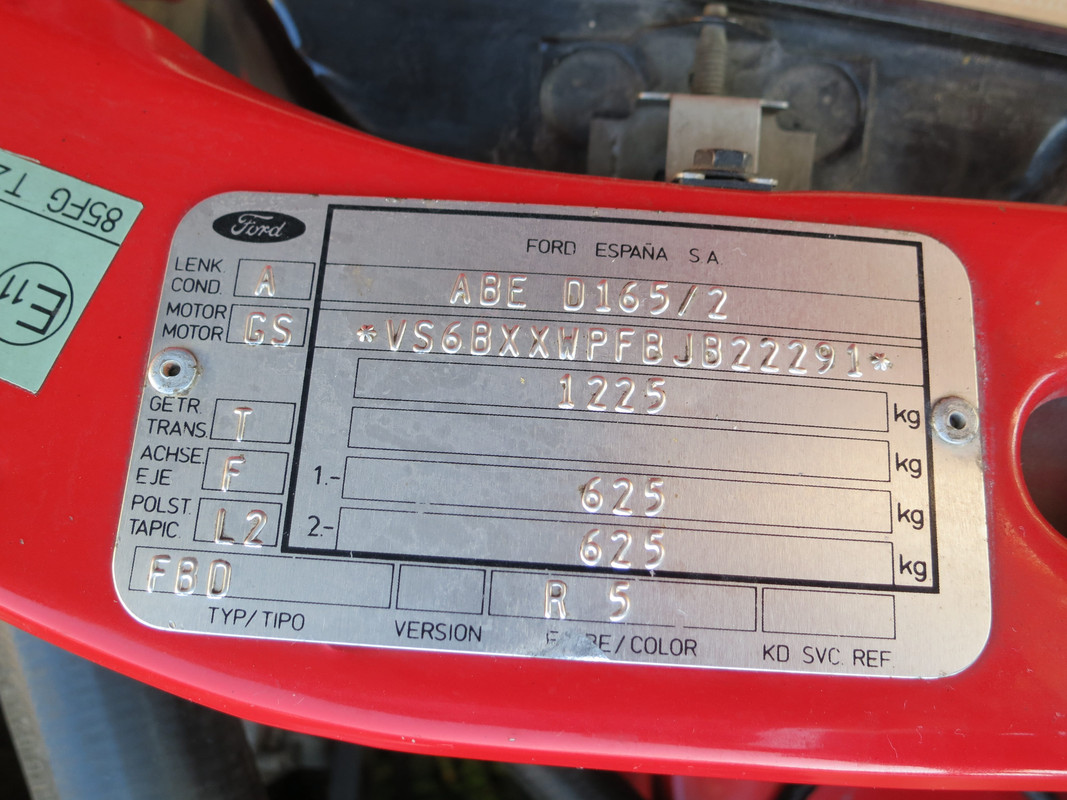 85FG T2
E11
Ford
FORD ESPAÑA S A
LENK. COND. A
ABE D165/2
MOTOR MOTOR GS
*VS6BXXWPFBJB22291*
1225 kg
GETR. TRANS. T
kg
ACHSE EJE F
1.- 625 kg
POLST. TAPIC. L2
2.- 625 kg
FBD
R 5
TYP/TIPO VERSION /COLOR KD SVC. REF.